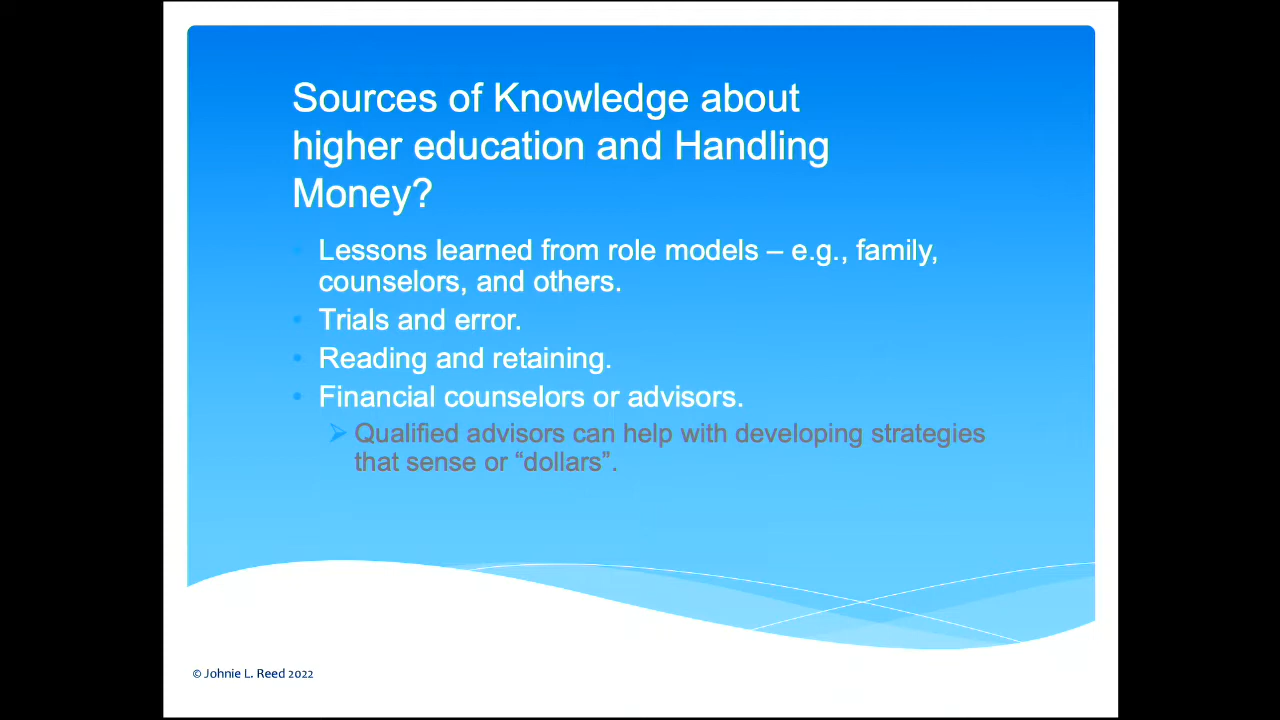 Sources of Knowledge about
higher education and Handling
Money?
• Lessons learned from role models – e.g., family,
counselors, and others.
• Trials and error.
• Reading and retaining.
• Financial counselors or advisors.
➢ Qualified advisors can help with developing strategies
that sense or “dollars”.
© Johnie L. Reed 2022